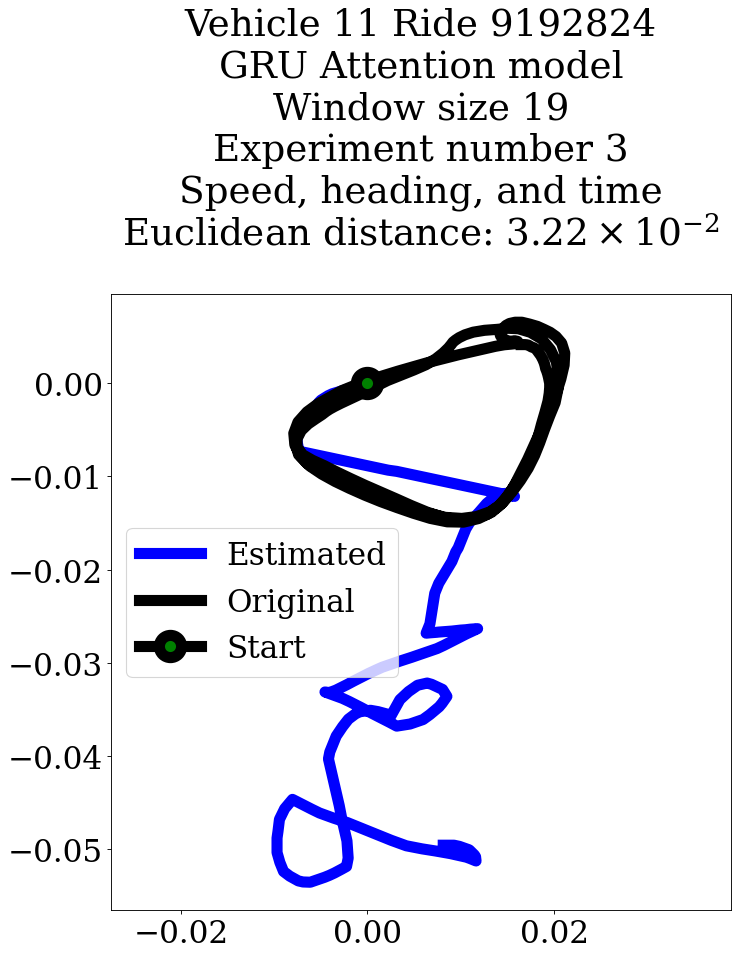 Vehicle 11 Ride 9192824
GRU Attention model
Window size 19
Experiment number 3
Speed, heading, and time
Euclidean distance: 3.22 × 10⁻²
0.00
−0.01
−0.02
−0.03
−0.04
−0.05
Estimated
Original
Start
−0.02 0.00 0.02